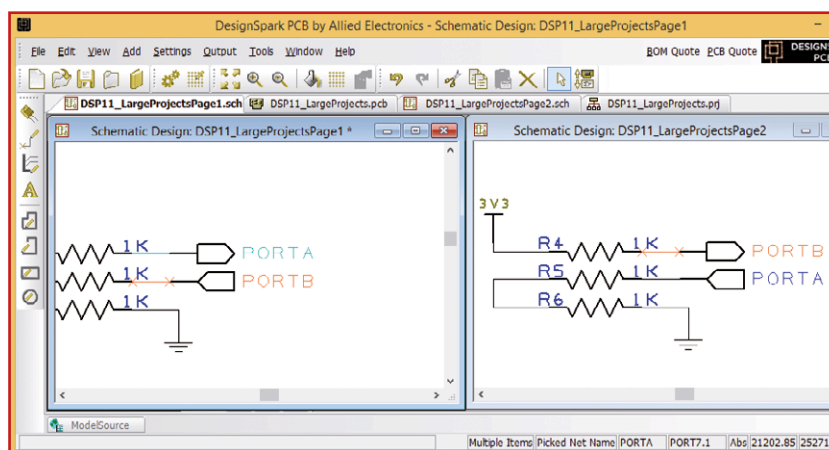 DesignSpark PCB by Allied Electronics - Schematic Design: DSP11_LargeProjectsPage1
File Edit View Add Settings Output Tools Window Help BOM Quote PCB Quote DESIGNS
PC
DSP11_LargeProjectsPage1.sch DSP11_LargeProjects.pcb DSP11_LargeProjectsPage2.sch DSP11_LargeProjects.prj
Schematic Design: DSP11_LargeProjectsPage1 *
1K PORTA
1K PORTB
1K
Schematic Design: DSP11_LargeProjectsPage2
3V3
R4 1K PORTB
R5 1K PORTA
R6 1K
ModelSource
Multiple Items Picked Net Name PORTA PORT7.1 Abs 21202.85 25271